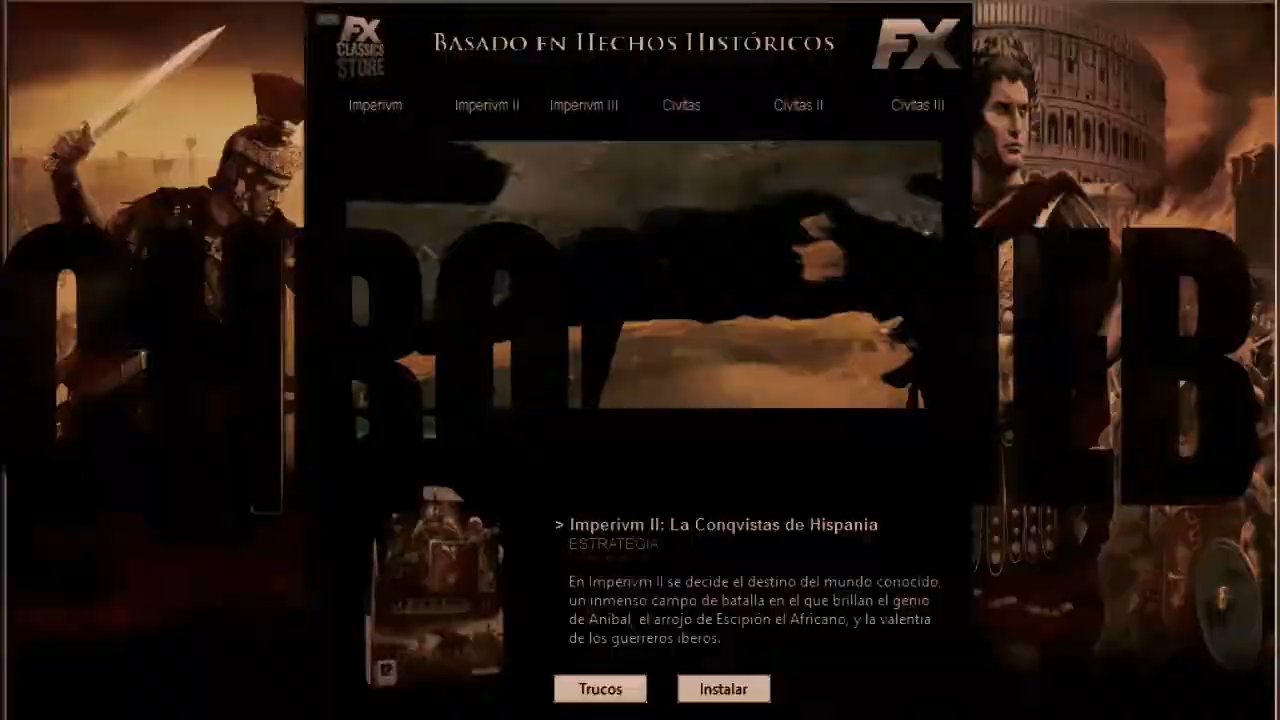 FX
CLASSICS
STORE
BASADO EN HECHOS HISTÓRICOS
FX
Imperivm
Imperivm II
Imperivm III
Civitas
Civitas II
Civitas III
> Imperivm II: La Conqvistas de Hispania
ESTRATEGIA
En Imperivm II se decide el destino del mundo conocido,
un inmenso campo de batalla en el que brillan el genio
de Aníbal, el arrojo de Escipión el Africano, y la valentia
de los guerreros iberos.
12
Trucos
Instalar